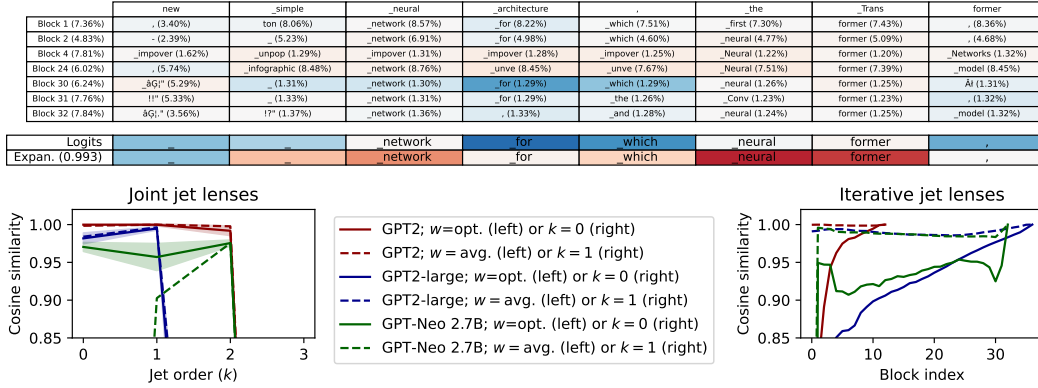 new _simple _neural _architecture , _the _Trans former
Block 1 (7.36%) , (3.40%) ton (8.06%) _network (8.57%) _for (8.22%) _which (7.51%) _first (7.30%) former (7.43%) , (8.36%)
Block 2 (4.83%) - (2.39%) _ (5.23%) _network (6.91%) _for (4.98%) _which (4.60%) _neural (4.77%) former (5.09%) , (4.68%)
Block 4 (7.81%) _impover (1.62%) _unpop (1.29%) _impover (1.31%) _impover (1.28%) _impover (1.25%) _Neural (1.22%) former (1.20%) _Networks (1.32%)
Block 24 (6.02%) , (5.74%) _infographic (8.48%) _network (8.76%) _unve (8.45%) _unve (7.67%) _Neural (7.51%) former (7.39%) _model (8.45%)
Block 30 (6.24%) _âĢ¦" (5.29%) _ (1.31%) _network (1.30%) _for (1.29%) _which (1.29%) _neural (1.26%) former (1.25%) Âł (1.31%)
Block 31 (7.76%) !!" (5.33%) _ (1.33%) _network (1.31%) _for (1.29%) _the (1.26%) _Conv (1.23%) former (1.23%) , (1.32%)
Block 32 (7.84%) âĢ¦." (3.56%) !?" (1.37%) _network (1.36%) , (1.33%) _and (1.28%) _neural (1.24%) former (1.25%) _model (1.32%)
Logits _ _ _network _for _which _neural former ,
Expan. (0.993) _ _ _network _for _which _neural former ,
Joint jet lenses
Cosine similarity
1.00
0.95
0.90
0.85
0 1 2 3
Jet order (k)
GPT2; w=opt. (left) or k = 0 (right)
GPT2; w = avg. (left) or k = 1 (right)
GPT2-large; w=opt. (left) or k = 0 (right)
GPT2-large; w = avg. (left) or k = 1 (right)
GPT-Neo 2.7B; w=opt. (left) or k = 0 (right)
GPT-Neo 2.7B; w = avg. (left) or k = 1 (right)
Iterative jet lenses
Cosine similarity
1.00
0.95
0.90
0.85
0 10 20 30
Block index